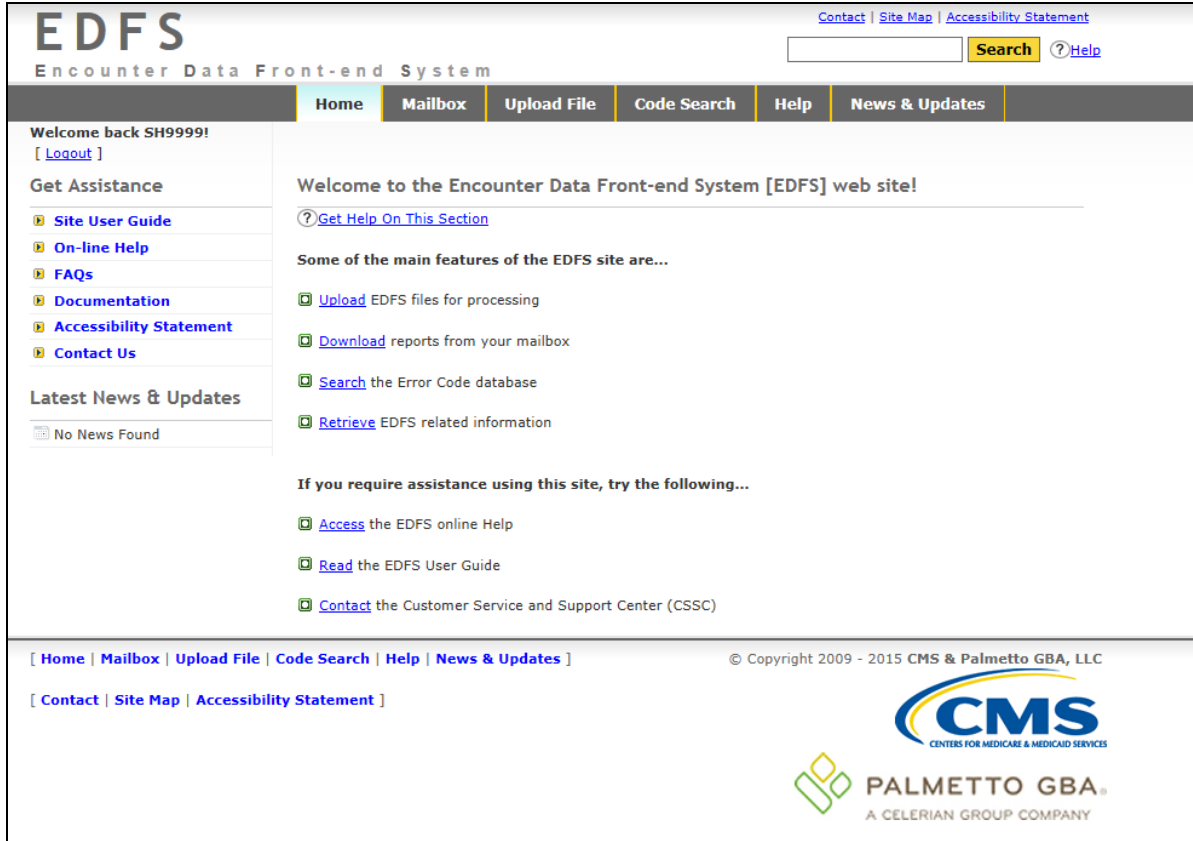 EDFS
Encounter Data Front-end System
Contact | Site Map | Accessibility Statement
Search ?Help
Home Mailbox Upload File Code Search Help News & Updates
Welcome back SH9999!
[ Logout ]
Get Assistance
Site User Guide
On-line Help
FAQs
Documentation
Accessibility Statement
Contact Us
Latest News & Updates
No News Found
Welcome to the Encounter Data Front-end System [EDFS] web site!
?Get Help On This Section
Some of the main features of the EDFS site are...
Upload EDFS files for processing
Download reports from your mailbox
Search the Error Code database
Retrieve EDFS related information
If you require assistance using this site, try the following...
Access the EDFS online Help
Read the EDFS User Guide
Contact the Customer Service and Support Center (CSSC)
[ Home | Mailbox | Upload File | Code Search | Help | News & Updates ]
[ Contact | Site Map | Accessibility Statement ]
© Copyright 2009 - 2015 CMS & Palmetto GBA, LLC
CMS
CENTERS FOR MEDICARE & MEDICAID SERVICES
PALMETTO GBA®
A CELERIAN GROUP COMPANY